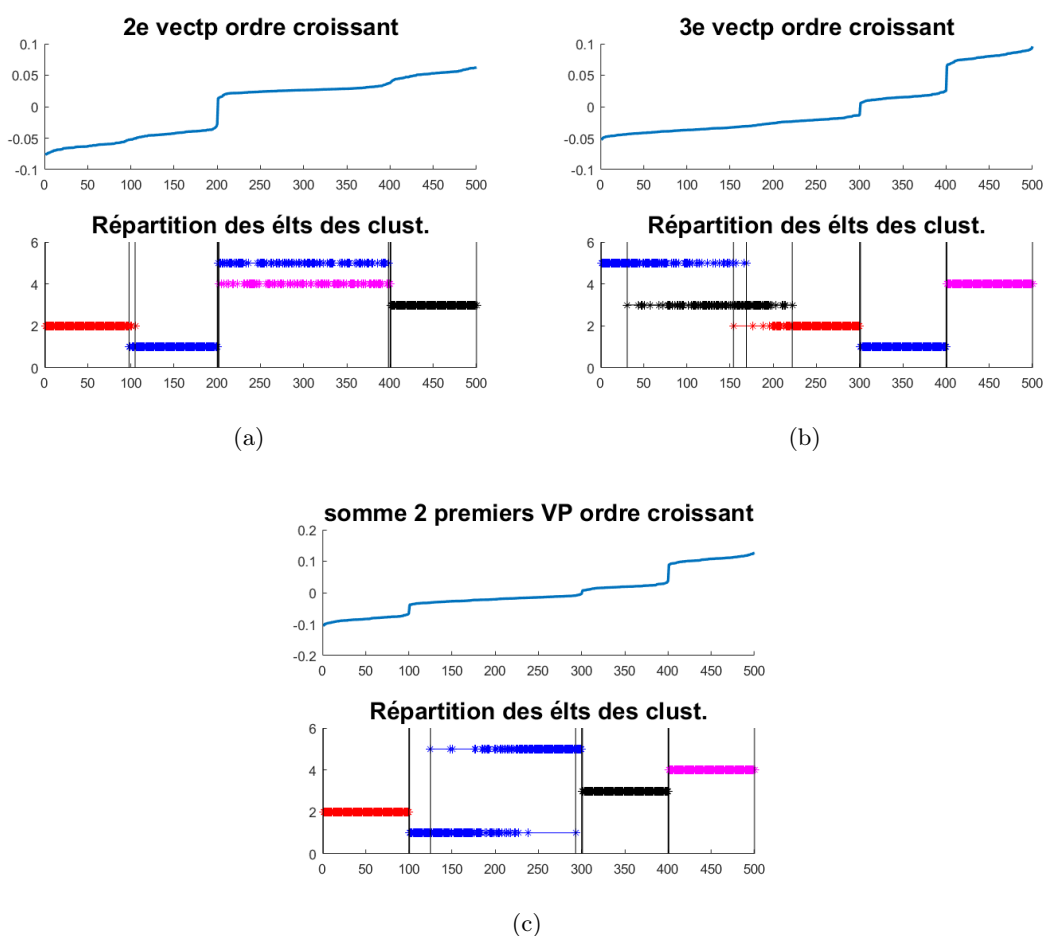 2e vectp ordre croissant
0.1
0.05
0
-0.05
-0.1
0 50 100 150 200 250 300 350 400 450 500
Répartition des élts des clust.
6
4
2
0
0 50 100 150 200 250 300 350 400 450 500
(a)
3e vectp ordre croissant
0.1
0.05
0
-0.05
-0.1
0 50 100 150 200 250 300 350 400 450 500
Répartition des élts des clust.
6
4
2
0
0 50 100 150 200 250 300 350 400 450 500
(b)
somme 2 premiers VP ordre croissant
0.2
0.1
0
-0.1
-0.2
0 50 100 150 200 250 300 350 400 450 500
Répartition des élts des clust.
6
4
2
0
0 50 100 150 200 250 300 350 400 450 500
(c)